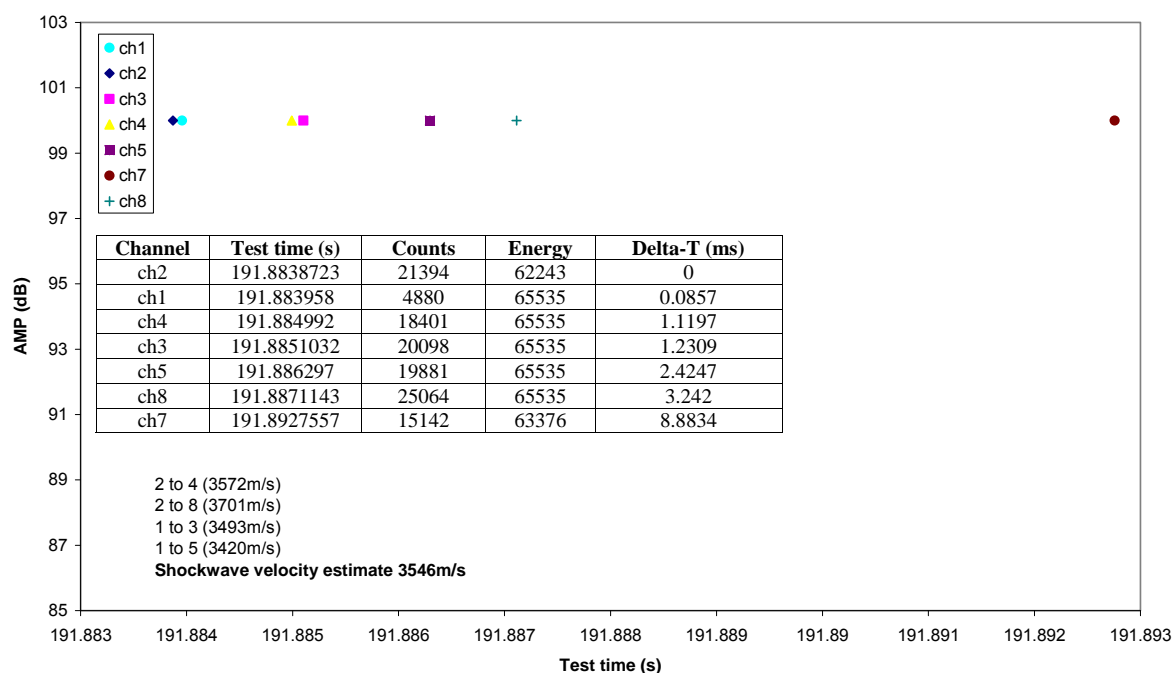 103
101
99
97
95
93
91
89
87
85
AMP (dB)
ch1
ch2
ch3
ch4
ch5
ch7
ch8
Channel Test time (s) Counts Energy Delta-T (ms)
ch2 191.8838723 21394 62243 0
ch1 191.883958 4880 65535 0.0857
ch4 191.884992 18401 65535 1.1197
ch3 191.8851032 20098 65535 1.2309
ch5 191.886297 19881 65535 2.4247
ch8 191.8871143 25064 65535 3.242
ch7 191.8927557 15142 63376 8.8834
2 to 4 (3572m/s)
2 to 8 (3701m/s)
1 to 3 (3493m/s)
1 to 5 (3420m/s)
Shockwave velocity estimate 3546m/s
191.883 191.884 191.885 191.886 191.887 191.888 191.889 191.89 191.891 191.892 191.893
Test time (s)